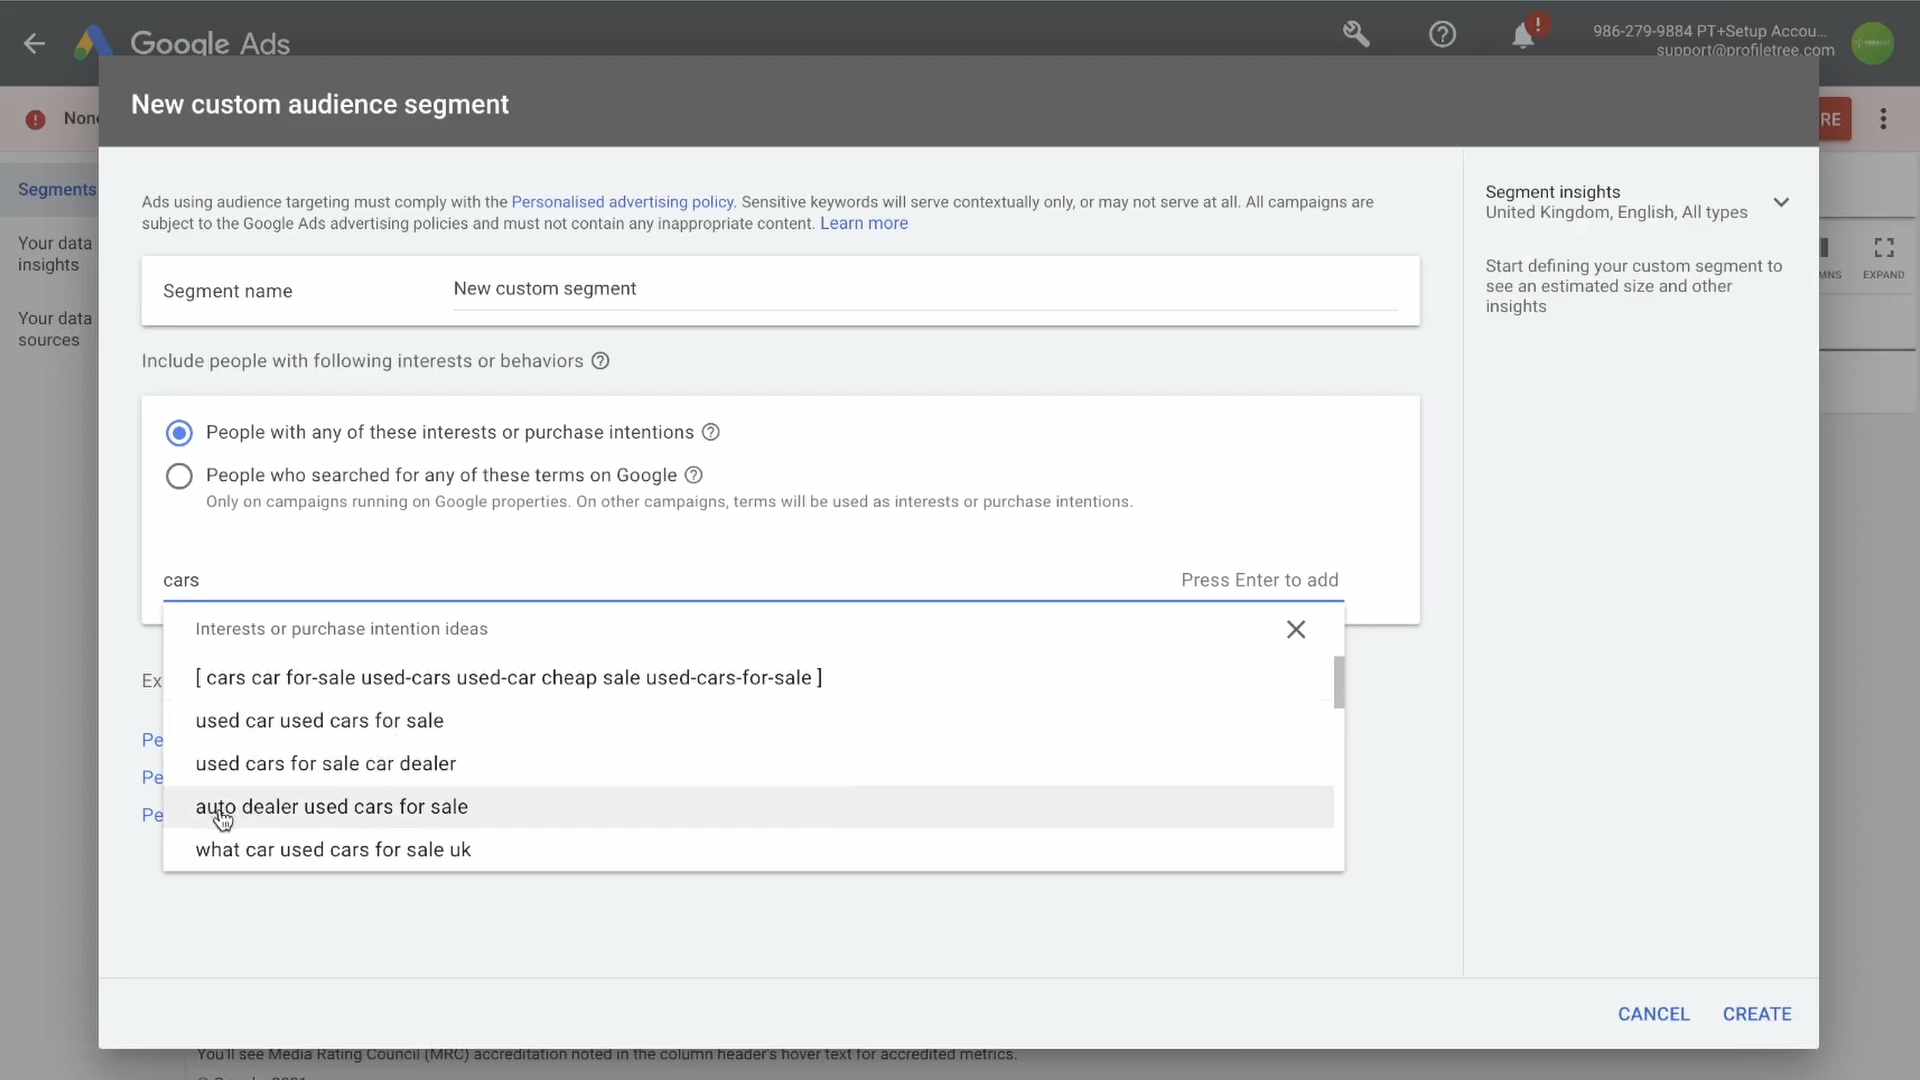 Google Ads
986-279-9884 PT+Setup Accou...
support@profiletree.com
New custom audience segment
None
RE
Segments
Your data
insights
Your data
sources
Ads using audience targeting must comply with the Personalised advertising policy. Sensitive keywords will serve contextually only, or may not serve at all. All campaigns are
subject to the Google Ads advertising policies and must not contain any inappropriate content. Learn more
Segment name
New custom segment
Include people with following interests or behaviors
People with any of these interests or purchase intentions
People who searched for any of these terms on Google
Only on campaigns running on Google properties. On other campaigns, terms will be used as interests or purchase intentions.
cars
Press Enter to add
Interests or purchase intention ideas
[ cars car for-sale used-cars used-car cheap sale used-cars-for-sale ]
used car used cars for sale
used cars for sale car dealer
auto dealer used cars for sale
what car used cars for sale uk
Ex
Pe
Pe
Pe
Segment insights
United Kingdom, English, All types
Start defining your custom segment to
see an estimated size and other
insights
MNS
EXPAND
CANCEL
CREATE
You'll see Media Rating Council (MRC) accreditation noted in the column header's hover text for accredited metrics.